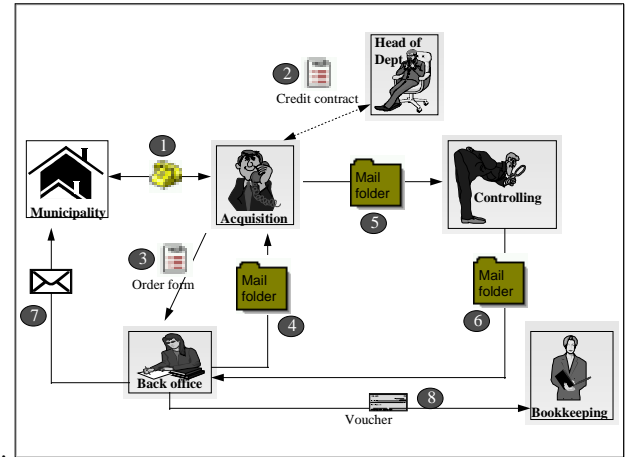 Head of
Dept.
2
Credit contract
1
Municipality
Acquisition
Mail
folder
5
Controlling
3
Order form
Mail
folder
4
Mail
folder
6
7
Back office
8
Voucher
Bookkeeping